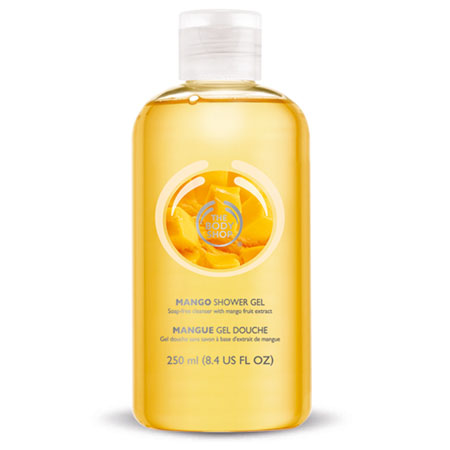 THE
BODY
SHOP
MANGO SHOWER GEL
Soap-free cleanser with mango fruit extract
MANGUE GEL DOUCHE
Gel douche sans savon à base d'extrait de mangue
250 ml (8.4 US FL OZ)